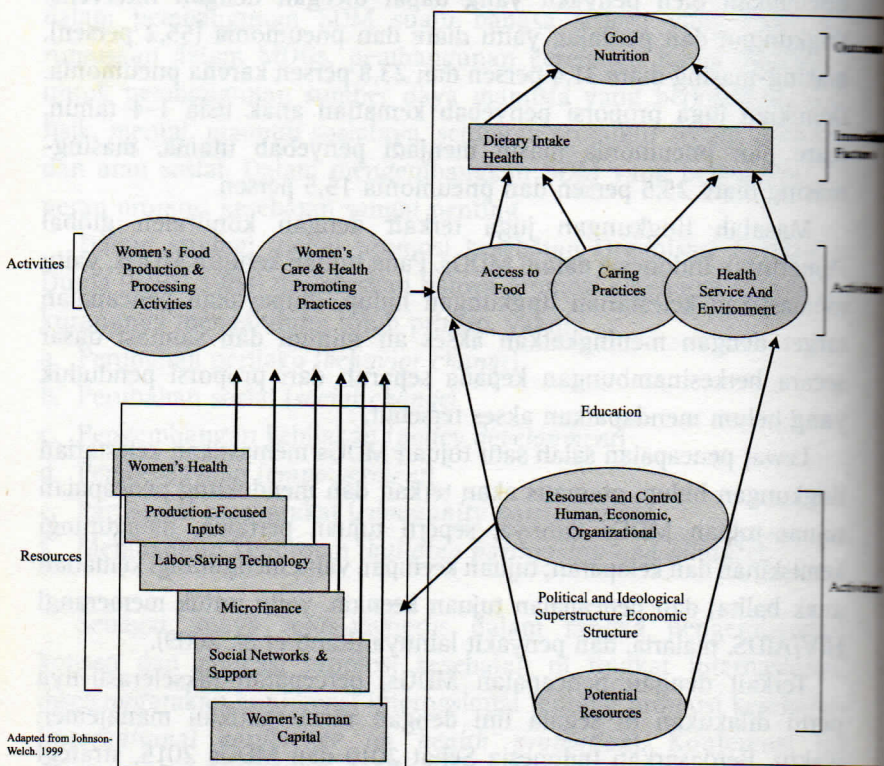 Good
Nutrition
Dietary Intake
Health
Activities
Women's Food
Production &
Processing
Activities
Women's
Care & Health
Promoting
Practices
Access to
Food
Caring
Practices
Health
Service And
Environment
Education
Resources
Women's Health
Production-Focused
Inputs
Labor-Saving Technology
Microfinance
Social Networks &
Support
Women's Human
Capital
Resources and Control
Human, Economic,
Organizational
Political and Ideological
Superstructure Economic
Structure
Potential
Resources
Adapted from Johnson-
Welch. 1999